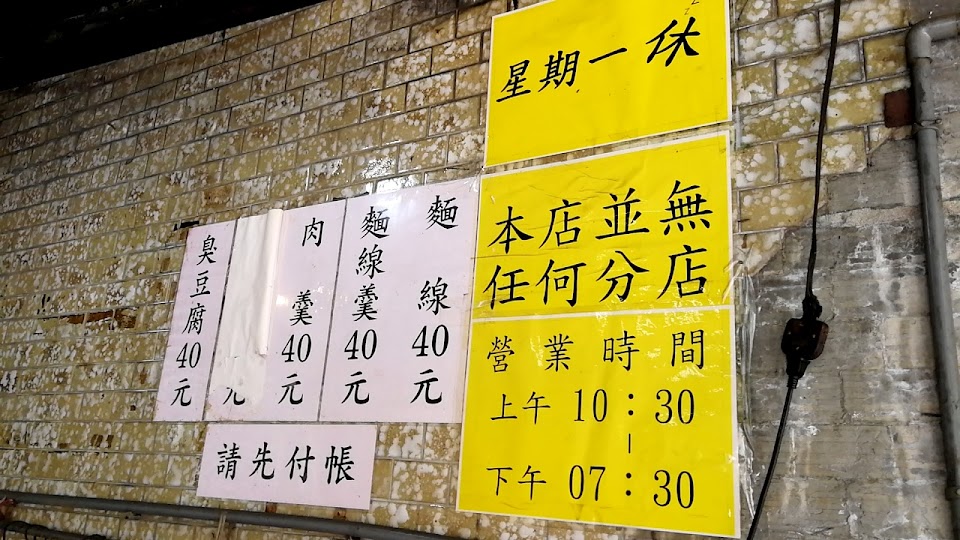 星期一休
本店並無
任何分店
營業時間
上午 10：30
|
下午 07：30
麵線40元
麵線羹40元
肉羹40元
元
臭豆腐40元
請先付帳